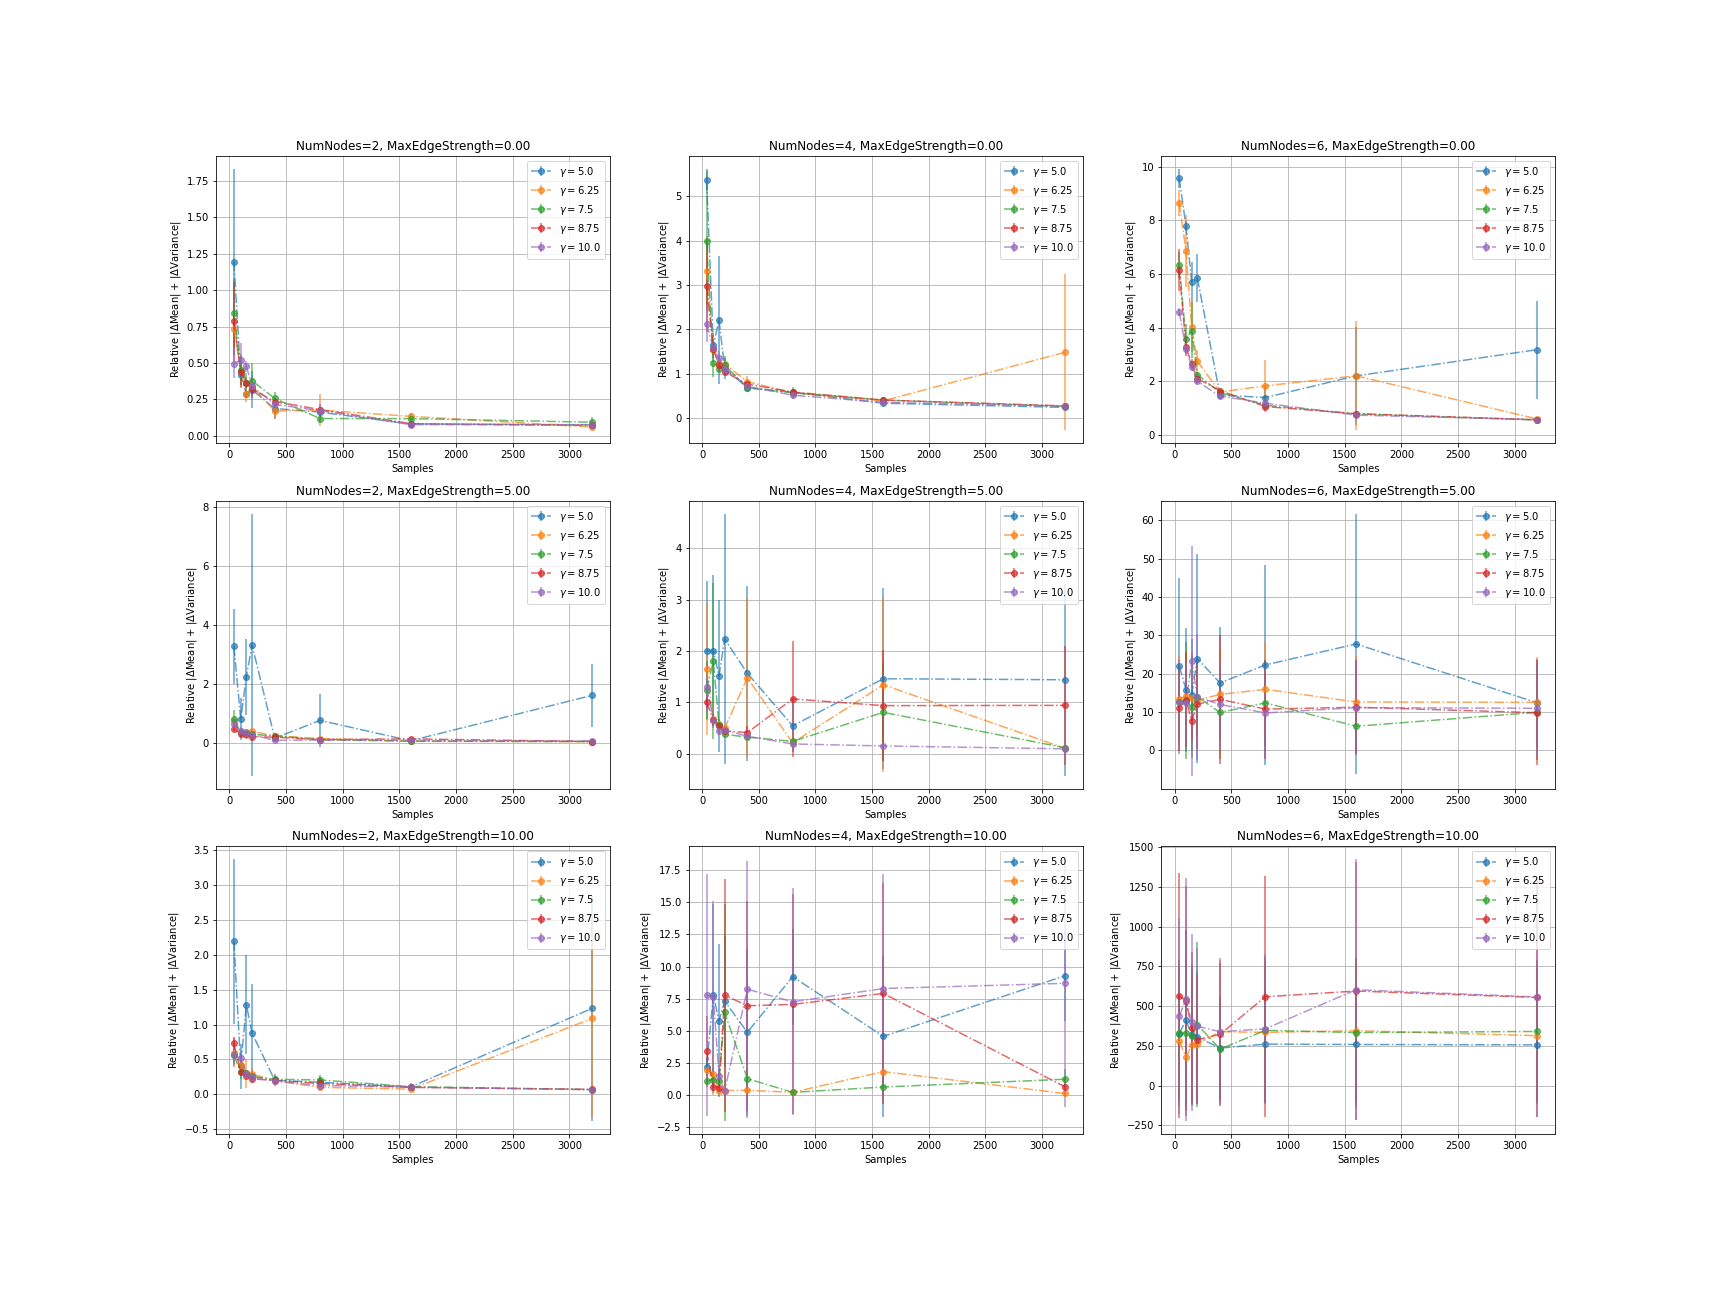 NumNodes=2, MaxEdgeStrength=0.00
Relative |ΔMean| + |ΔVariance|
1.75
1.50
1.25
1.00
0.75
0.50
0.25
0.00
γ = 5.0
γ = 6.25
γ = 7.5
γ = 8.75
γ = 10.0
0 500 1000 1500 2000 2500 3000
Samples
NumNodes=4, MaxEdgeStrength=0.00
Relative |ΔMean| + |ΔVariance|
5
4
3
2
1
0
γ = 5.0
γ = 6.25
γ = 7.5
γ = 8.75
γ = 10.0
0 500 1000 1500 2000 2500 3000
Samples
NumNodes=6, MaxEdgeStrength=0.00
Relative |ΔMean| + |ΔVariance|
10
8
6
4
2
0
γ = 5.0
γ = 6.25
γ = 7.5
γ = 8.75
γ = 10.0
0 500 1000 1500 2000 2500 3000
Samples
NumNodes=2, MaxEdgeStrength=5.00
Relative |ΔMean| + |ΔVariance|
8
6
4
2
0
γ = 5.0
γ = 6.25
γ = 7.5
γ = 8.75
γ = 10.0
0 500 1000 1500 2000 2500 3000
Samples
NumNodes=4, MaxEdgeStrength=5.00
Relative |ΔMean| + |ΔVariance|
4
3
2
1
0
γ = 5.0
γ = 6.25
γ = 7.5
γ = 8.75
γ = 10.0
0 500 1000 1500 2000 2500 3000
Samples
NumNodes=6, MaxEdgeStrength=5.00
Relative |ΔMean| + |ΔVariance|
60
50
40
30
20
10
0
γ = 5.0
γ = 6.25
γ = 7.5
γ = 8.75
γ = 10.0
0 500 1000 1500 2000 2500 3000
Samples
NumNodes=2, MaxEdgeStrength=10.00
Relative |ΔMean| + |ΔVariance|
3.5
3.0
2.5
2.0
1.5
1.0
0.5
0.0
−0.5
γ = 5.0
γ = 6.25
γ = 7.5
γ = 8.75
γ = 10.0
0 500 1000 1500 2000 2500 3000
Samples
NumNodes=4, MaxEdgeStrength=10.00
Relative |ΔMean| + |ΔVariance|
17.5
15.0
12.5
10.0
7.5
5.0
2.5
0.0
−2.5
γ = 5.0
γ = 6.25
γ = 7.5
γ = 8.75
γ = 10.0
0 500 1000 1500 2000 2500 3000
Samples
NumNodes=6, MaxEdgeStrength=10.00
Relative |ΔMean| + |ΔVariance|
1500
1250
1000
750
500
250
0
−250
γ = 5.0
γ = 6.25
γ = 7.5
γ = 8.75
γ = 10.0
0 500 1000 1500 2000 2500 3000
Samples